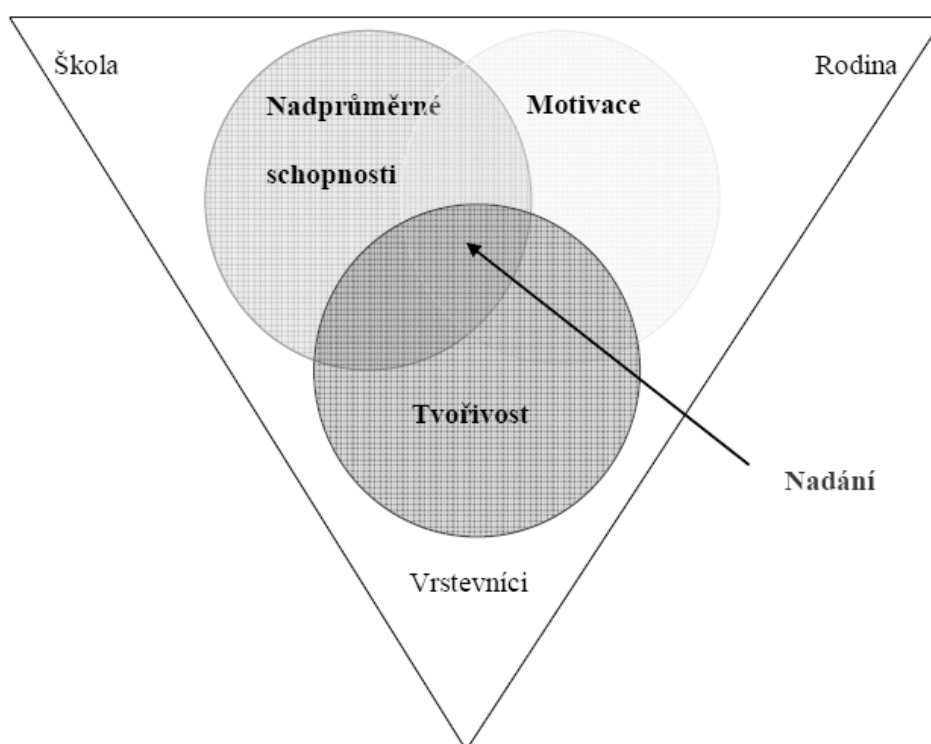 Škola
Rodina
Nadprůměrné
schopnosti
Motivace
Tvořivost
Nadání
Vrstevníci